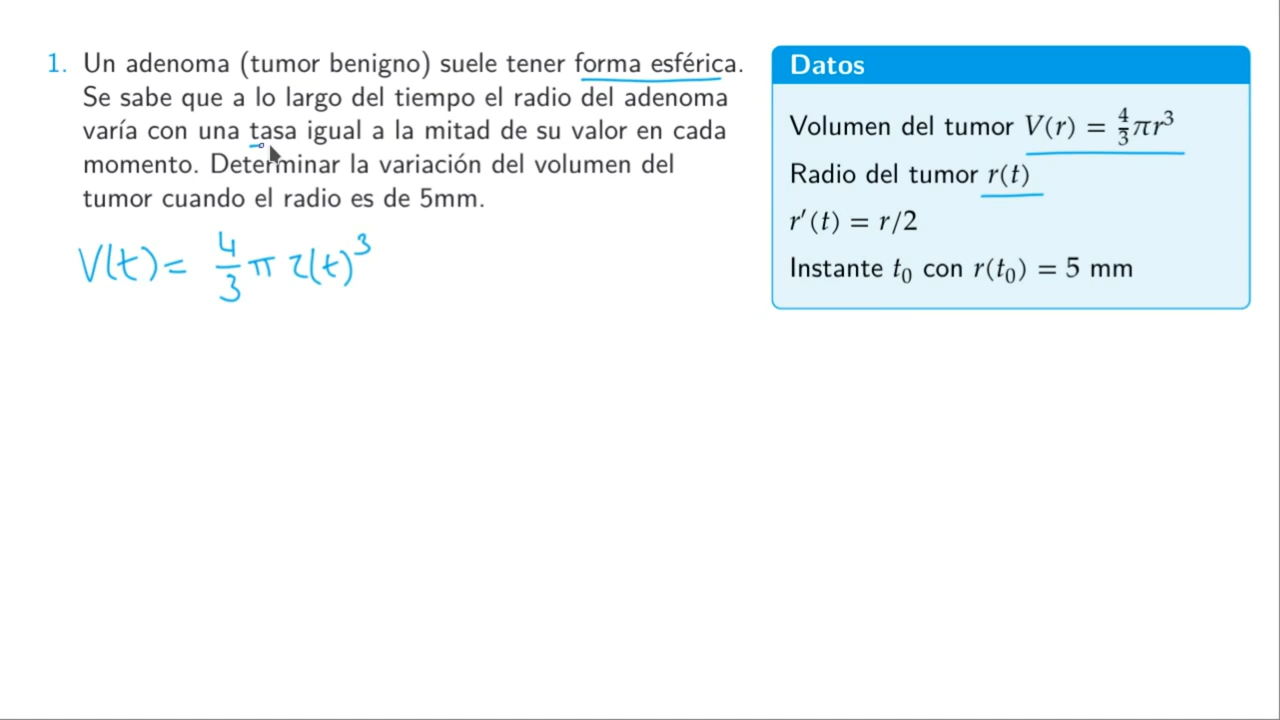 1. Un adenoma (tumor benigno) suele tener forma esférica.
Se sabe que a lo largo del tiempo el radio del adenoma
varía con una tasa igual a la mitad de su valor en cada
momento. Determinar la variación del volumen del
tumor cuando el radio es de 5mm.
V(t) = 4/3 π r(t)³
Datos
Volumen del tumor V(r) = 4/3 πr³
Radio del tumor r(t)
r′(t) = r/2
Instante t₀ con r(t₀) = 5 mm